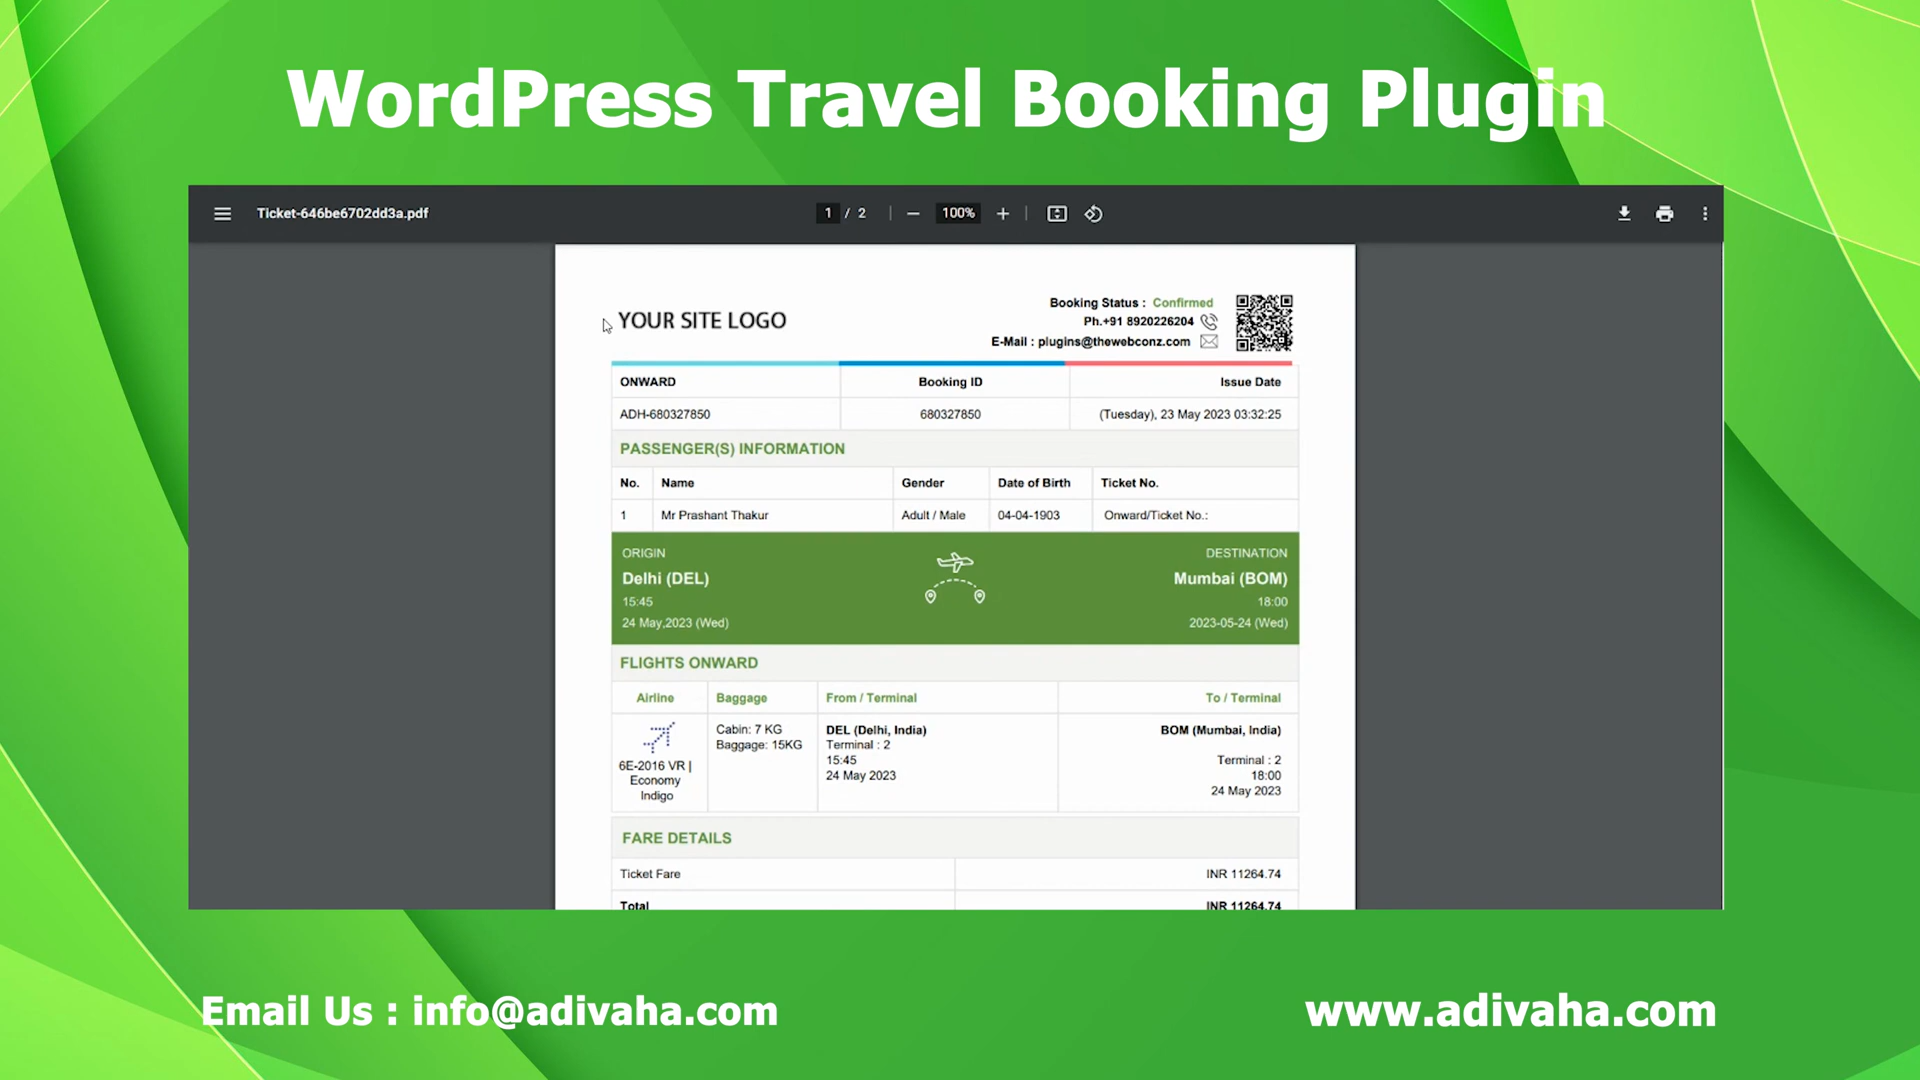 WordPress Travel Booking Plugin
Ticket-646be6702dd3a.pdf
1 / 2
100%
YOUR SITE LOGO
Booking Status : Confirmed
Ph.+91 8920226204
E-Mail : plugins@thewebconz.com
ONWARD Booking ID Issue Date
ADH-680327850 680327850 (Tuesday), 23 May 2023 03:32:25
PASSENGER(S) INFORMATION
No. Name Gender Date of Birth Ticket No.
1 Mr Prashant Thakur Adult / Male 04-04-1903 Onward/Ticket No.:
ORIGIN DESTINATION
Delhi (DEL) Mumbai (BOM)
15:45 18:00
24 May,2023 (Wed) 2023-05-24 (Wed)
FLIGHTS ONWARD
Airline Baggage From / Terminal To / Terminal
6E-2016 VR |
Economy
Indigo
Cabin: 7 KG
Baggage: 15KG
DEL (Delhi, India)
Terminal : 2
15:45
24 May 2023
BOM (Mumbai, India)
Terminal : 2
18:00
24 May 2023
FARE DETAILS
Ticket Fare INR 11264.74
Total INR 11264.74
Email Us : info@adivaha.com
www.adivaha.com